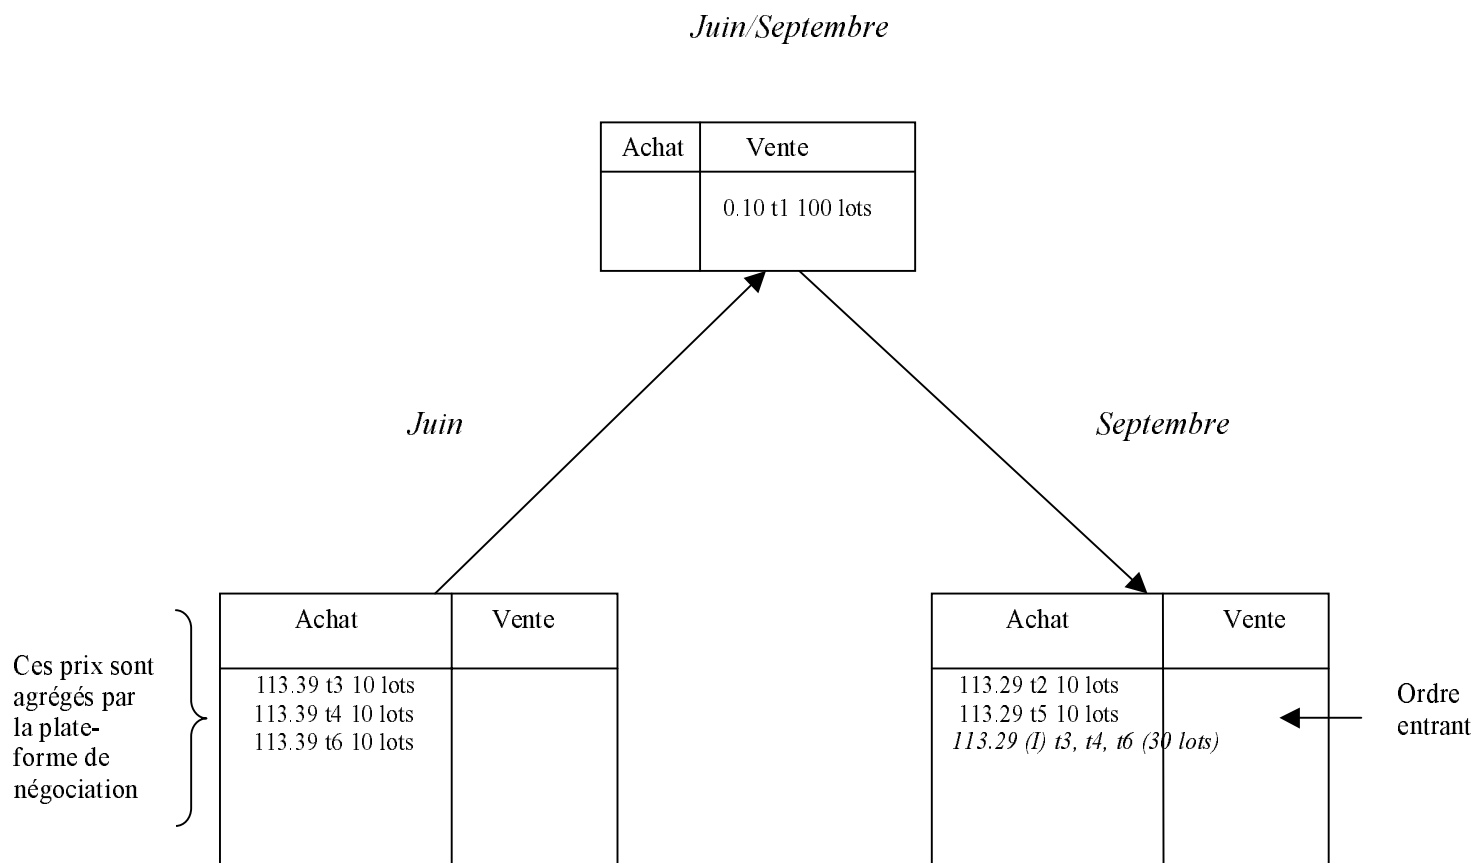 Juin/Septembre
Achat Vente
0.10 t1 100 lots
Juin
Septembre
Achat Vente
113.39 t3 10 lots
113.39 t4 10 lots
113.39 t6 10 lots
Ces prix sont
agrégés par
la plate-
forme de
négociation
Achat Vente
113.29 t2 10 lots
113.29 t5 10 lots
113.29 (I) t3, t4, t6 (30 lots)
Ordre
entrant